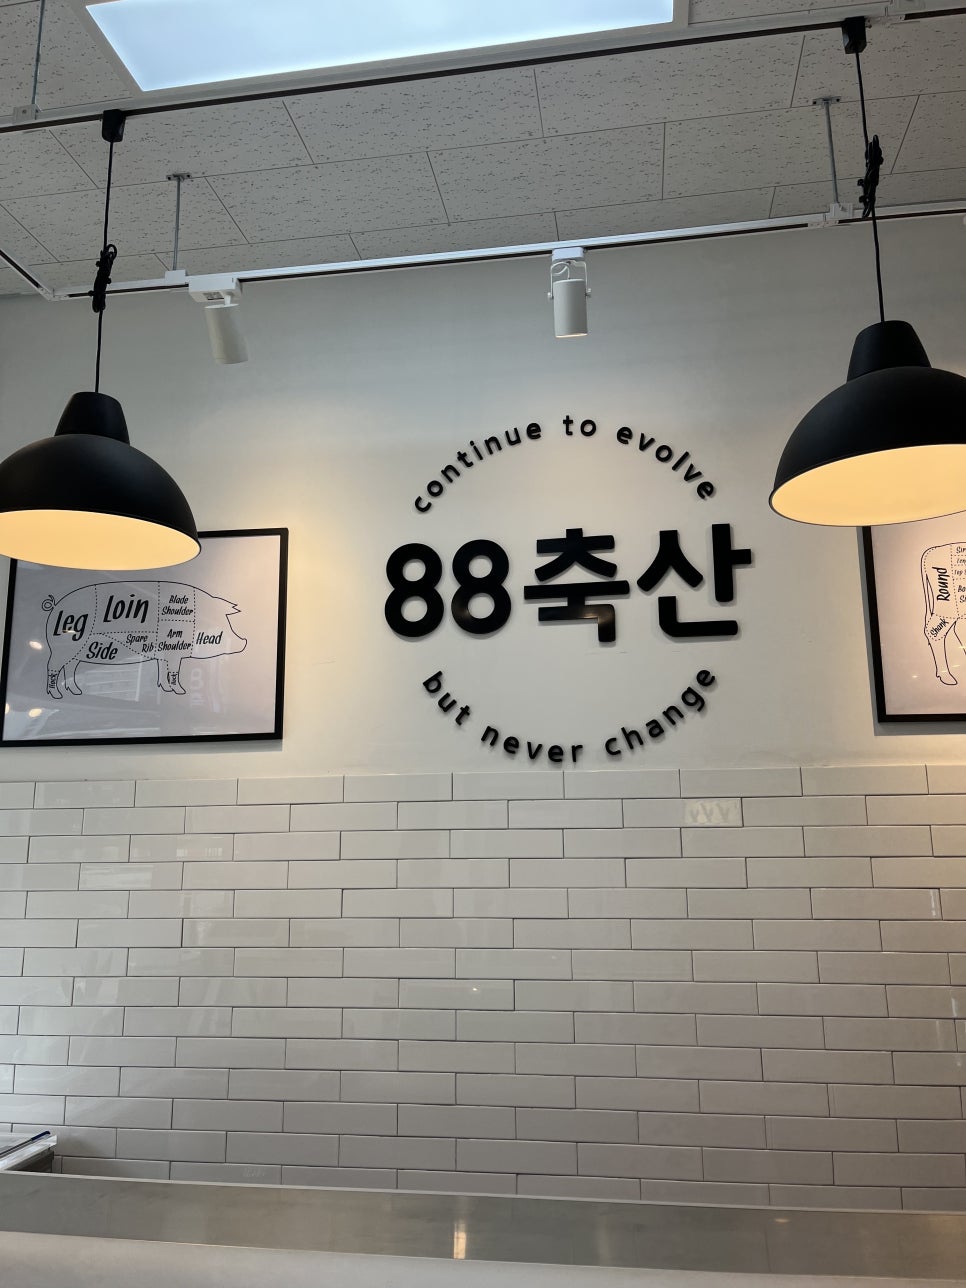 continue to evolve
88축산
but never change
Leg
Loin
Blade
Shoulder
Side
Spare
Rib
Arm
Shoulder
Head
Round
Shank